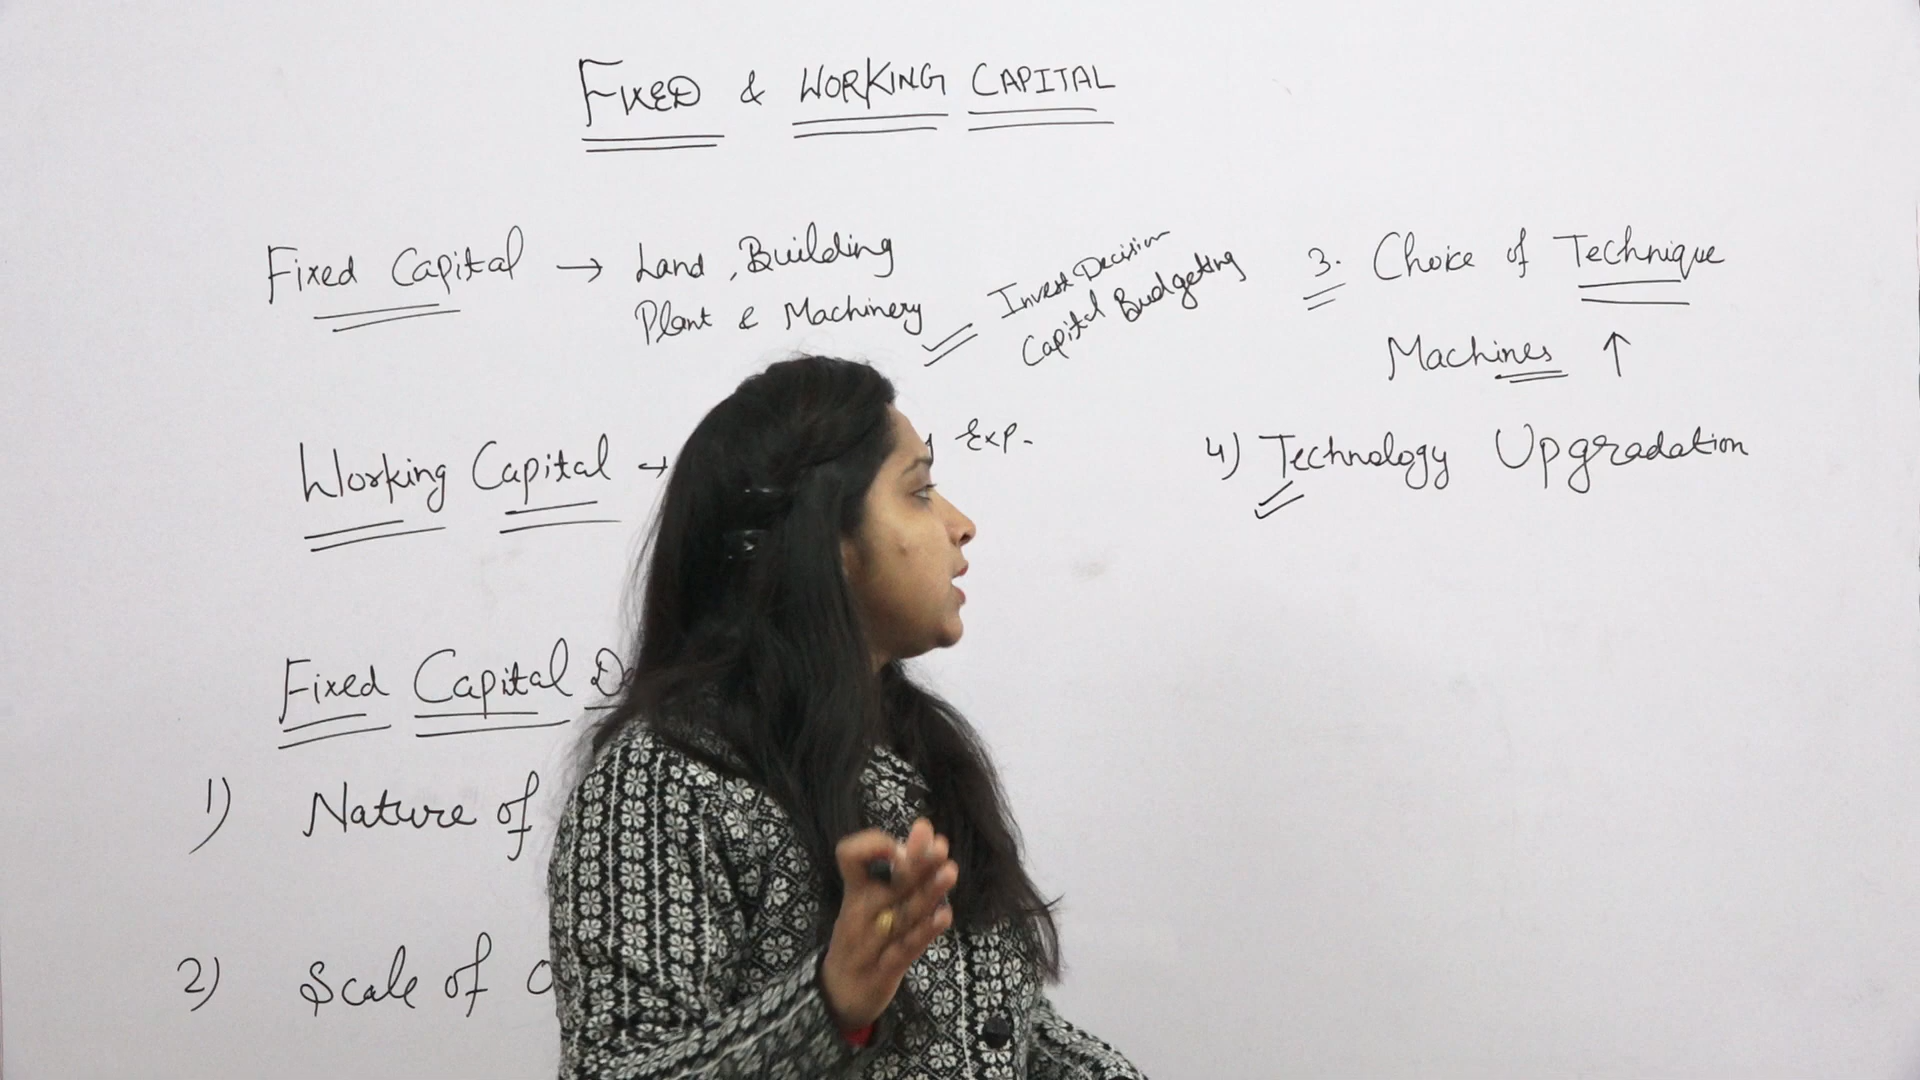 FIXED & WORKING CAPITAL
Fixed Capital → Land, Building
Plant & Machinery
Invest Decision
Capital Budgeting
Working Capital →
Exp.
Fixed Capital
1) Nature of
2) Scale of
3. Choice of Technique
Machines ↑
4) Technology Upgradation